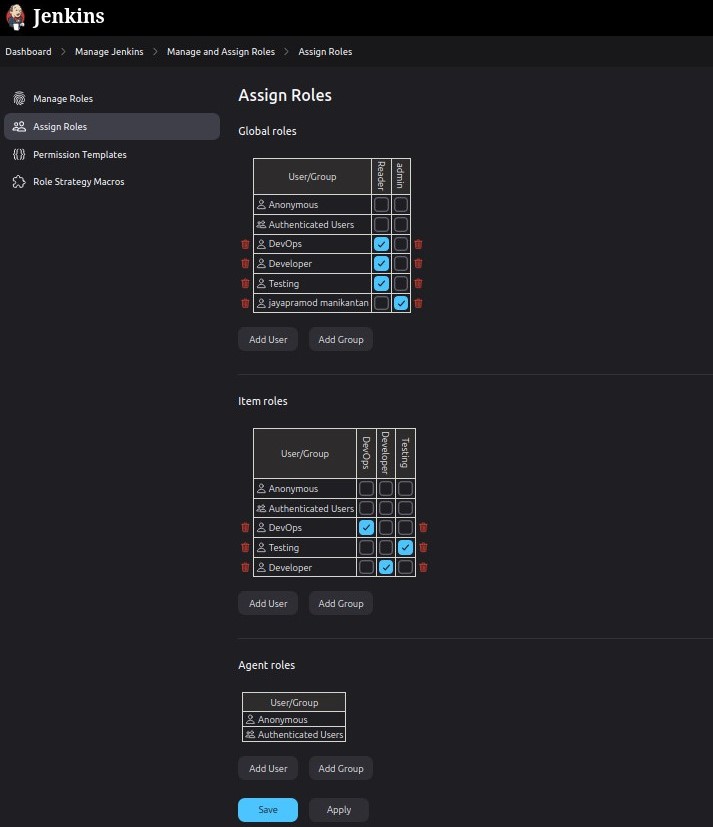 Jenkins
Dashboard > Manage Jenkins > Manage and Assign Roles > Assign Roles
Manage Roles
Assign Roles
Permission Templates
Role Strategy Macros
Assign Roles
Global roles
User/Group Reader admin
Anonymous
Authenticated Users
DevOps
Developer
Testing
jayapramod manikantan
Add User Add Group
Item roles
User/Group DevOps Developer Testing
Anonymous
Authenticated Users
DevOps
Testing
Developer
Add User Add Group
Agent roles
User/Group
Anonymous
Authenticated Users
Add User Add Group
Save Apply